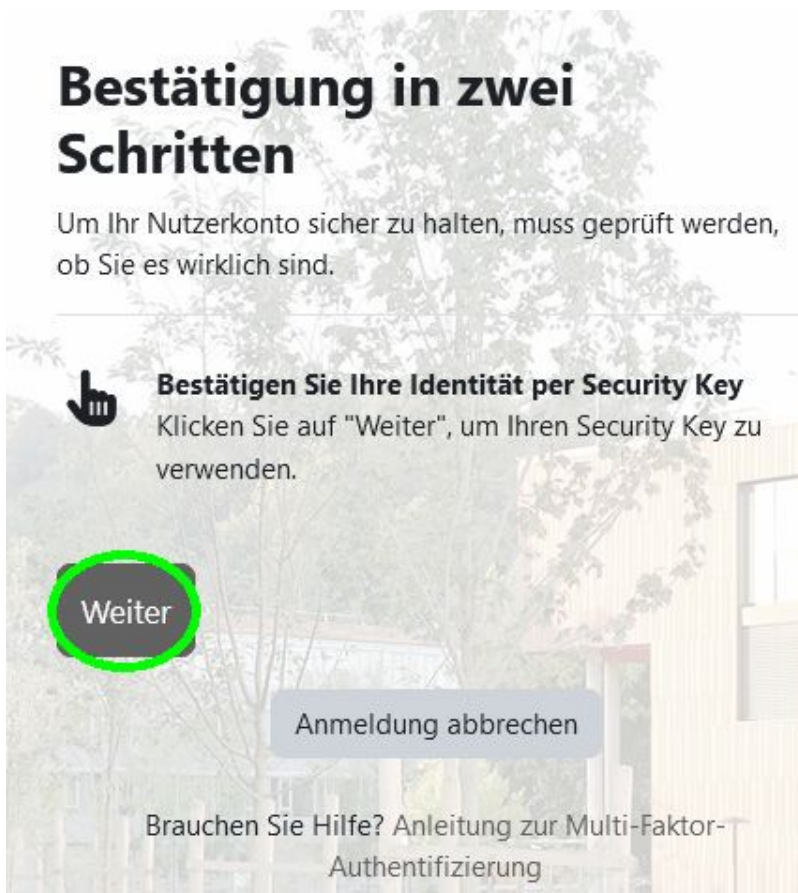 Bestätigung in zwei
Schritten
Um Ihr Nutzerkonto sicher zu halten, muss geprüft werden,
ob Sie es wirklich sind.
Bestätigen Sie Ihre Identität per Security Key
Klicken Sie auf "Weiter", um Ihren Security Key zu
verwenden.
Weiter
Anmeldung abbrechen
Brauchen Sie Hilfe? Anleitung zur Multi-Faktor-
Authentifizierung